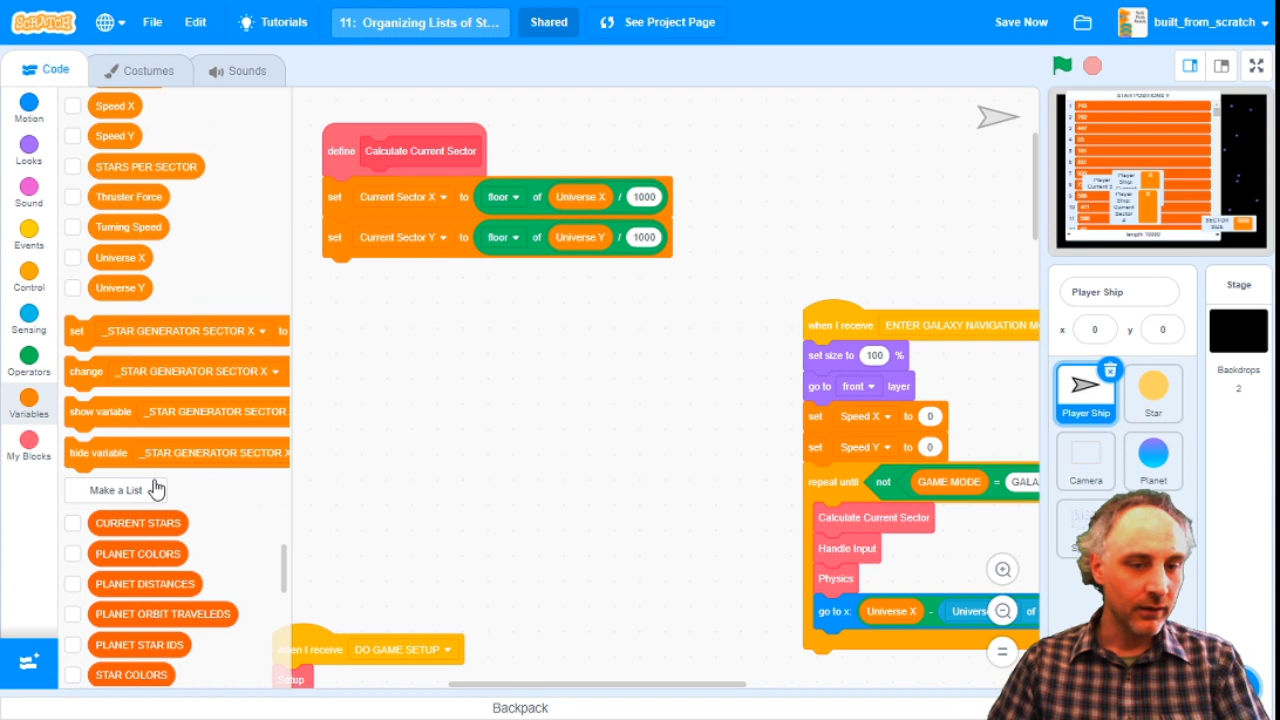 SCRATCH File Edit Tutorials 11: Organizing Lists of St... Shared See Project Page Save Now built_from_scratch
Code Costumes Sounds
Motion
Looks
Sound
Events
Control
Sensing
Operators
Variables
My Blocks
Speed X
Speed Y
STARS PER SECTOR
Thruster Force
Turning Speed
Universe X
Universe Y
set _STAR GENERATOR SECTOR X to
change _STAR GENERATOR SECTOR X
show variable _STAR GENERATOR SECTOR
hide variable _STAR GENERATOR SECTOR X
Make a List
CURRENT STARS
PLANET COLORS
PLANET DISTANCES
PLANET ORBIT TRAVELEDS
PLANET STAR IDS
STAR COLORS
define Calculate Current Sector
set Current Sector X to floor of Universe X / 1000
set Current Sector Y to floor of Universe Y / 1000
when I receive DO GAME SETUP
Setup
when I receive ENTER GALAXY NAVIGATION M
set size to 100 %
go to front layer
set Speed X to 0
set Speed Y to 0
repeat until not GAME MODE = GALA
Calculate Current Sector
Handle Input
Physics
go to x: Universe X - Univers of
STAR POSITIONS Y
length 10000
SECTOR SIZE 1000
Player Ship
x 0 y 0
Player Ship
Star
Camera
Planet
Stage
Backdrops
2
Backpack